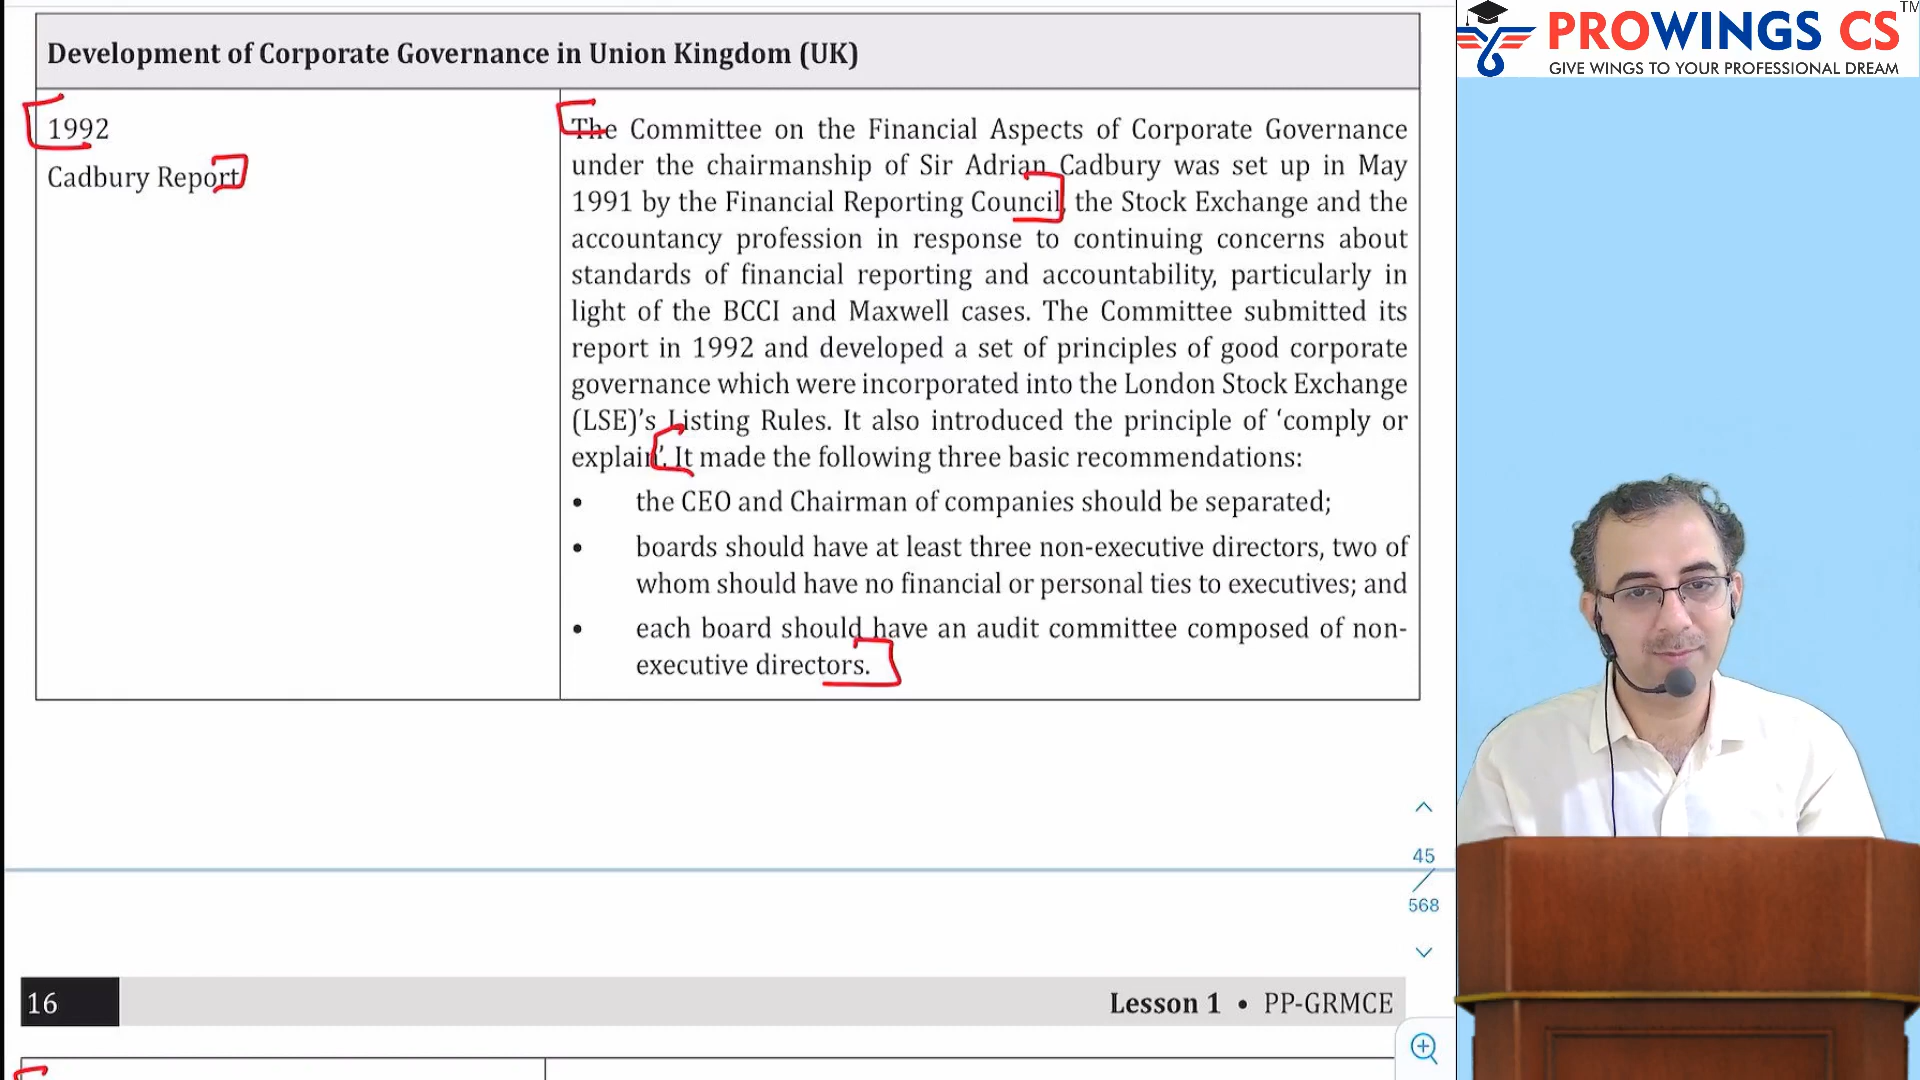 Development of Corporate Governance in Union Kingdom (UK)
1992
Cadbury Report
The Committee on the Financial Aspects of Corporate Governance
under the chairmanship of Sir Adrian Cadbury was set up in May
1991 by the Financial Reporting Council, the Stock Exchange and the
accountancy profession in response to continuing concerns about
standards of financial reporting and accountability, particularly in
light of the BCCI and Maxwell cases. The Committee submitted its
report in 1992 and developed a set of principles of good corporate
governance which were incorporated into the London Stock Exchange
(LSE)’s Listing Rules. It also introduced the principle of ‘comply or
explain’. It made the following three basic recommendations:
• the CEO and Chairman of companies should be separated;
• boards should have at least three non-executive directors, two of
whom should have no financial or personal ties to executives; and
• each board should have an audit committee composed of non-
executive directors.
45
568
16
Lesson 1 • PP-GRMCE
PROWINGS CS TM
GIVE WINGS TO YOUR PROFESSIONAL DREAM